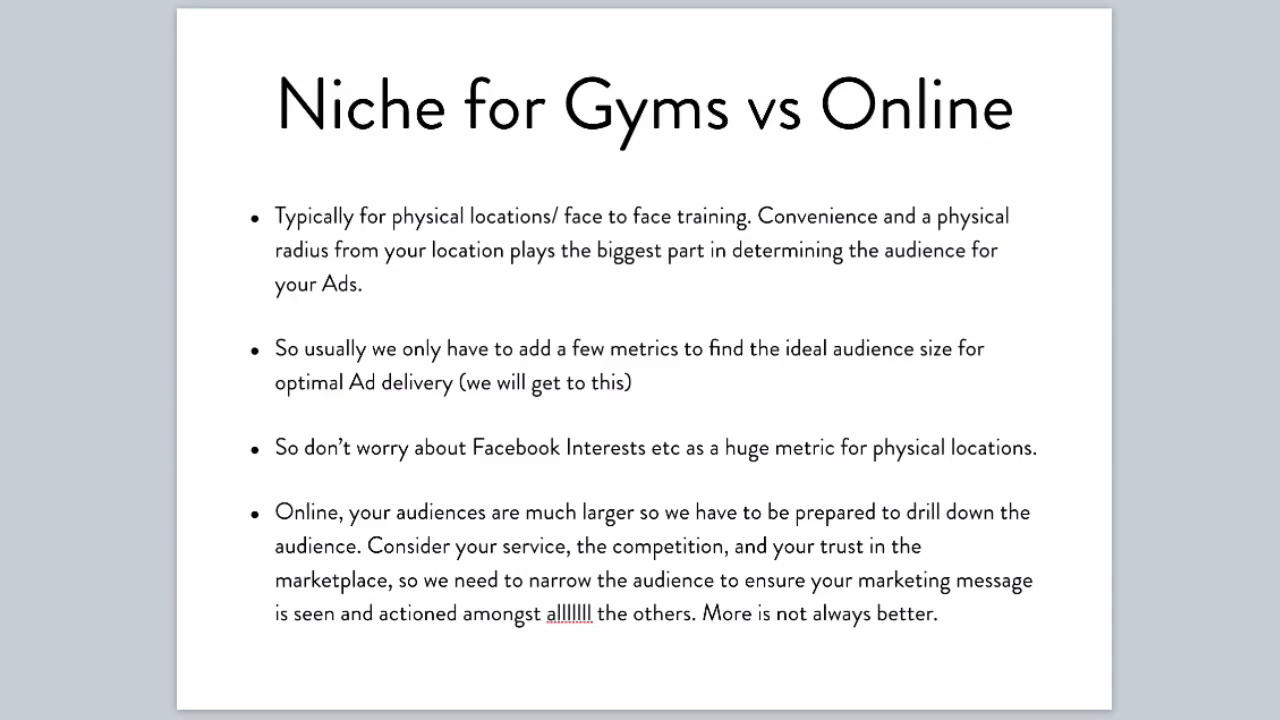 Niche for Gyms vs Online
• Typically for physical locations/ face to face training. Convenience and a physical
radius from your location plays the biggest part in determining the audience for
your Ads.
• So usually we only have to add a few metrics to find the ideal audience size for
optimal Ad delivery (we will get to this)
• So don’t worry about Facebook Interests etc as a huge metric for physical locations.
• Online, your audiences are much larger so we have to be prepared to drill down the
audience. Consider your service, the competition, and your trust in the
marketplace, so we need to narrow the audience to ensure your marketing message
is seen and actioned amongst alllllll the others. More is not always better.